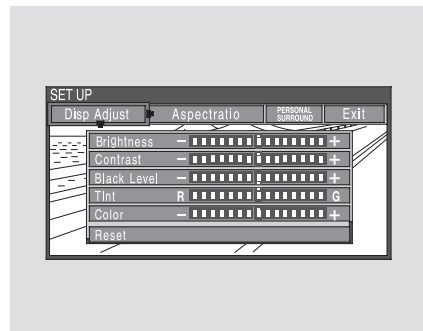 SET UP
Disp Adjust Aspectratio PERSONAL SURROUND Exit
Brightness − +
Contrast − +
Black Level − +
TInt R G
Color − +
Reset